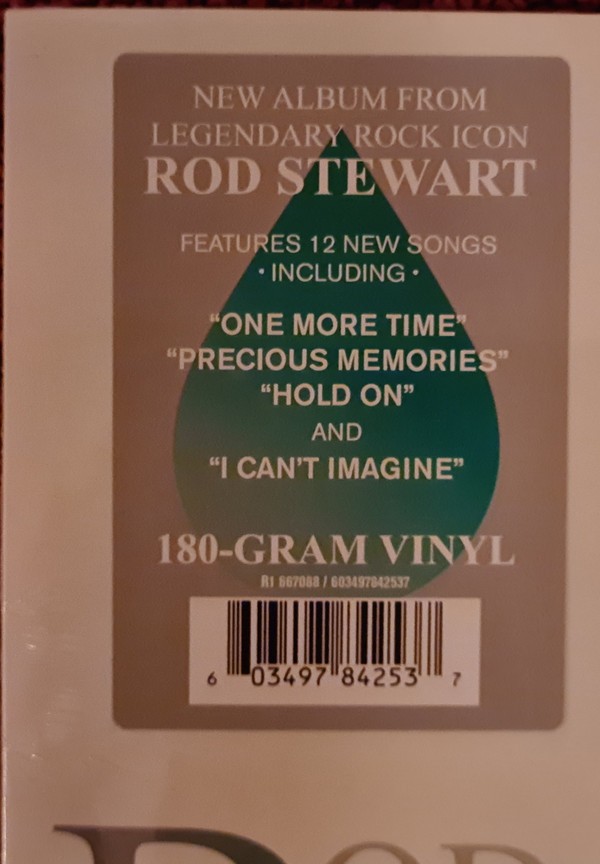 NEW ALBUM FROM
LEGENDARY ROCK ICON
ROD STEWART
FEATURES 12 NEW SONGS
• INCLUDING •
“ONE MORE TIME”
“PRECIOUS MEMORIES”
“HOLD ON”
AND
“I CAN’T IMAGINE”
180-GRAM VINYL
R1 667088 / 603497842537
6 03497 84253 7